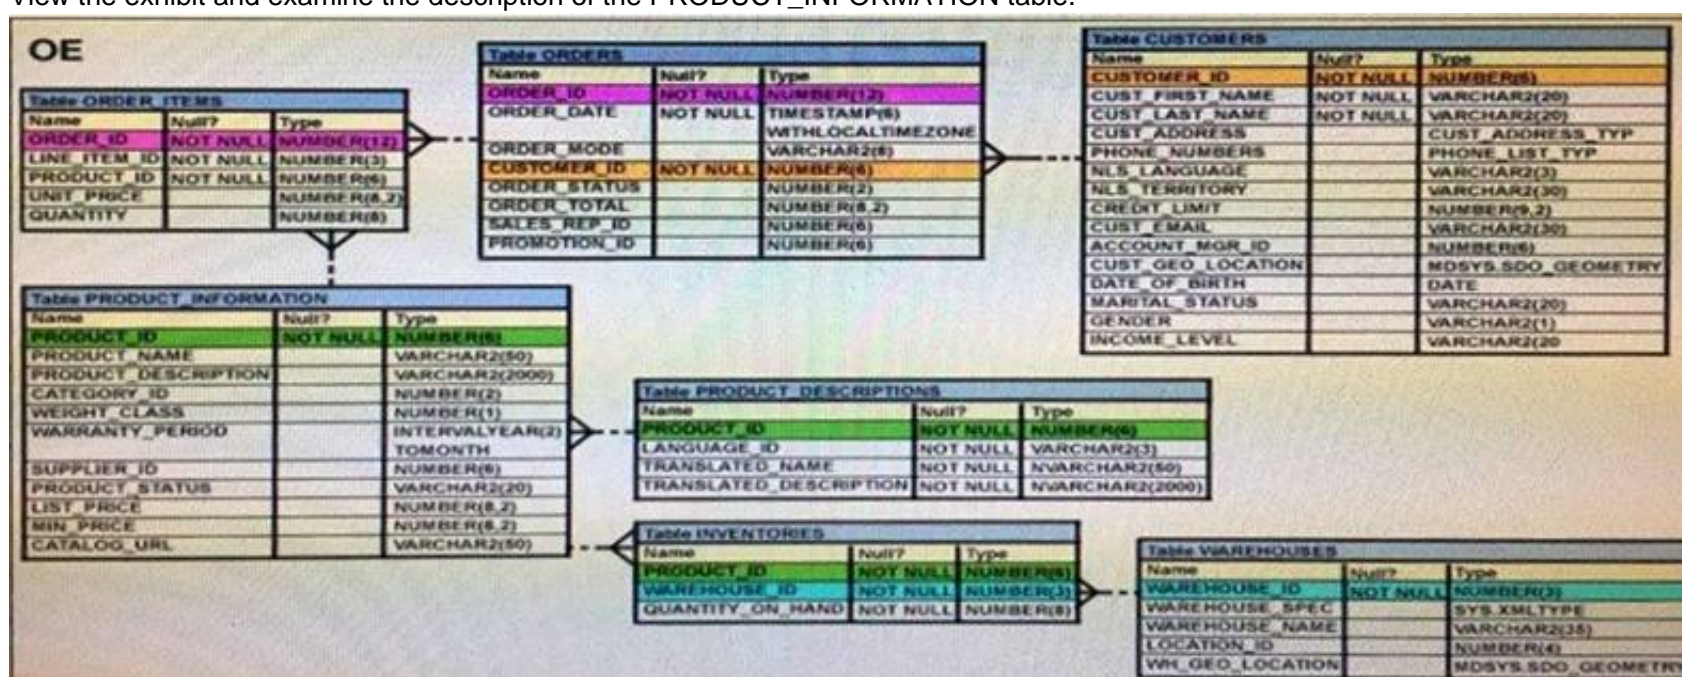 View the exhibit and examine the description of the PRODUCT_INFORMATION table.
OE
Table ORDER_ITEMS
Name Null? Type
ORDER_ID NOT NULL NUMBER(12)
LINE_ITEM_ID NOT NULL NUMBER(3)
PRODUCT_ID NOT NULL NUMBER(6)
UNIT_PRICE NUMBER(8,2)
QUANTITY NUMBER(8)
Table ORDERS
Name Null? Type
ORDER_ID NOT NULL NUMBER(12)
ORDER_DATE NOT NULL TIMESTAMP(6)
WITHLOCALTIMEZONE
ORDER_MODE VARCHAR2(8)
CUSTOMER_ID NOT NULL NUMBER(6)
ORDER_STATUS NUMBER(2)
ORDER_TOTAL NUMBER(8,2)
SALES_REP_ID NUMBER(6)
PROMOTION_ID NUMBER(6)
Table CUSTOMERS
Name Null? Type
CUSTOMER_ID NOT NULL NUMBER(6)
CUST_FIRST_NAME NOT NULL VARCHAR2(20)
CUST_LAST_NAME NOT NULL VARCHAR2(20)
CUST_ADDRESS CUST_ADDRESS_TYP
PHONE_NUMBERS PHONE_LIST_TYP
NLS_LANGUAGE VARCHAR2(3)
NLS_TERRITORY VARCHAR2(30)
CREDIT_LIMIT NUMBER(9,2)
CUST_EMAIL VARCHAR2(30)
ACCOUNT_MGR_ID NUMBER(6)
CUST_GEO_LOCATION MDSYS.SDO_GEOMETRY
DATE_OF_BIRTH DATE
MARITAL_STATUS VARCHAR2(20)
GENDER VARCHAR2(1)
INCOME_LEVEL VARCHAR2(20
Table PRODUCT_INFORMATION
Name Null? Type
PRODUCT_ID NOT NULL NUMBER(6)
PRODUCT_NAME VARCHAR2(50)
PRODUCT_DESCRIPTION VARCHAR2(2000)
CATEGORY_ID NUMBER(2)
WEIGHT_CLASS NUMBER(1)
WARRANTY_PERIOD INTERVALYEAR(2)
TOMONTH
SUPPLIER_ID NUMBER(6)
PRODUCT_STATUS VARCHAR2(20)
LIST_PRICE NUMBER(8,2)
MIN_PRICE NUMBER(8,2)
CATALOG_URL VARCHAR2(50)
Table PRODUCT_DESCRIPTIONS
Name Null? Type
PRODUCT_ID NOT NULL NUMBER(6)
LANGUAGE_ID NOT NULL VARCHAR2(3)
TRANSLATED_NAME NOT NULL NVARCHAR2(50)
TRANSLATED_DESCRIPTION NOT NULL NVARCHAR2(2000)
Table INVENTORIES
Name Null? Type
PRODUCT_ID NOT NULL NUMBER(6)
WAREHOUSE_ID NOT NULL NUMBER(3)
QUANTITY_ON_HAND NOT NULL NUMBER(8)
Table WAREHOUSES
Name Null? Type
WAREHOUSE_ID NOT NULL NUMBER(3)
WAREHOUSE_SPEC SYS.XMLTYPE
WAREHOUSE_NAME VARCHAR2(35)
LOCATION_ID NUMBER(4)
WH_GEO_LOCATION MDSYS.SDO_GEOMETRY